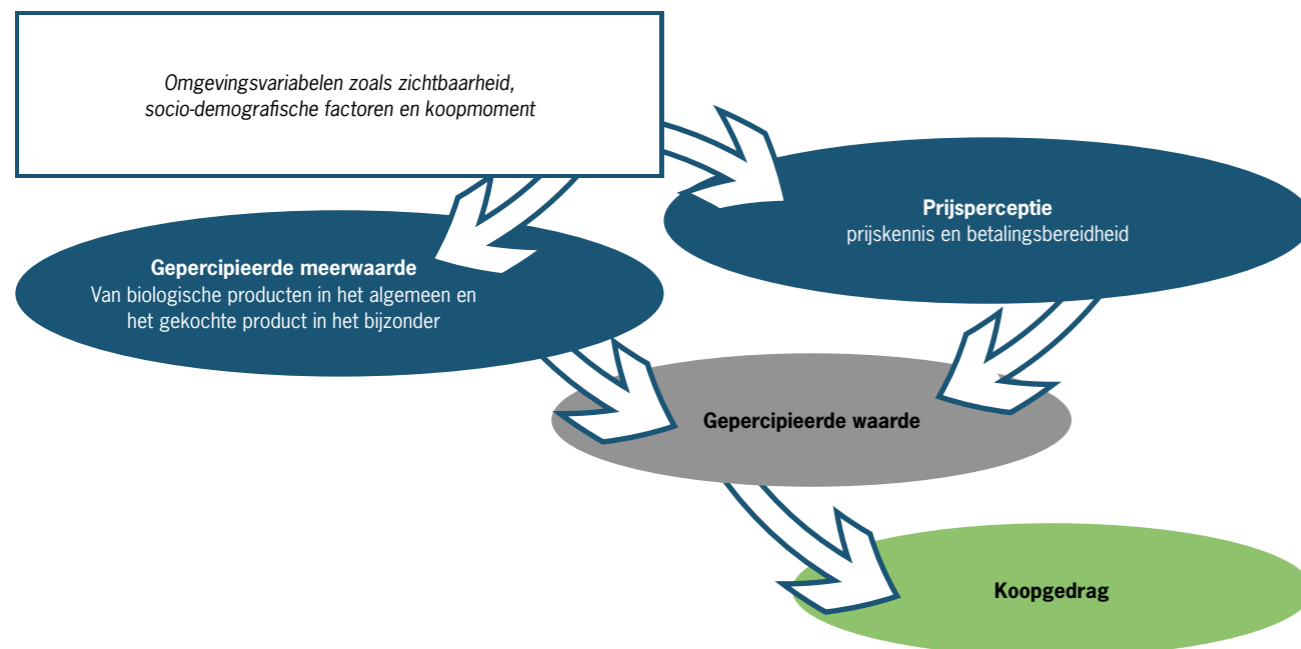 Omgevingsvariabelen zoals zichtbaarheid,
socio-demografische factoren en koopmoment
Prijsperceptie
prijskennis en betalingsbereidheid
Gepercipieerde meerwaarde
Van biologische producten in het algemeen en
het gekochte product in het bijzonder
Gepercipieerde waarde
Koopgedrag